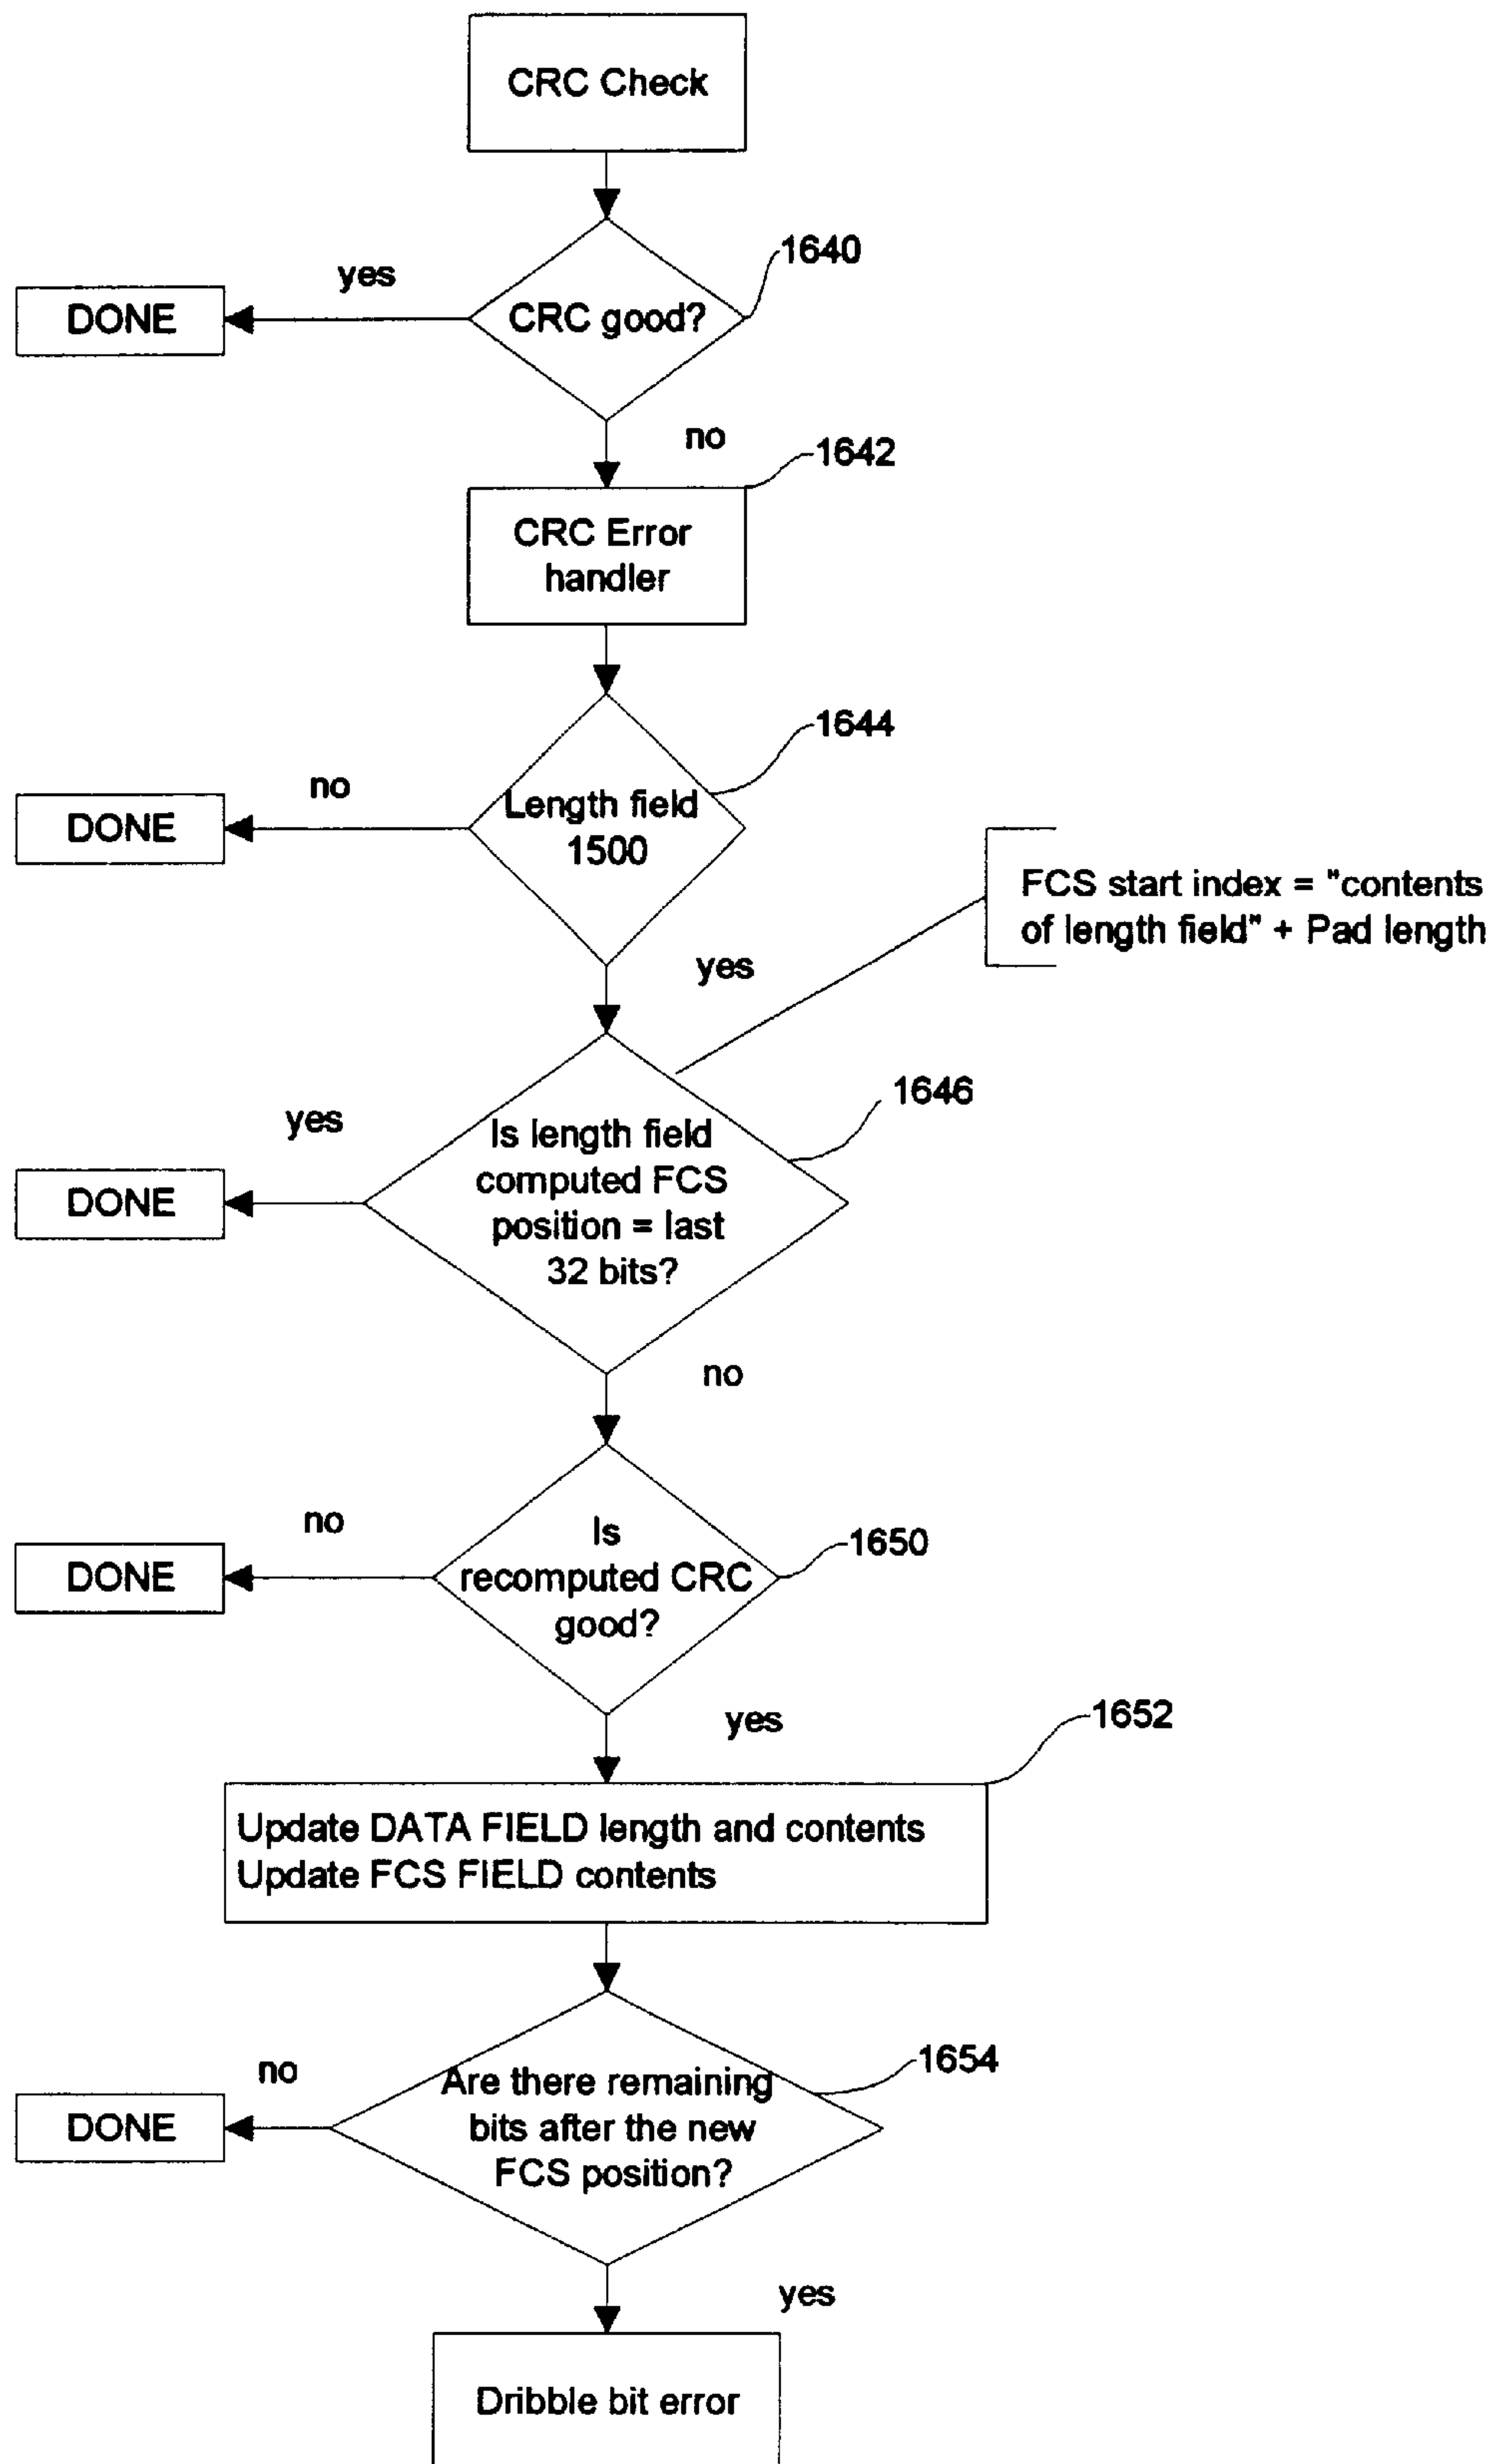 CRC Check
yes
1640
DONE
CRC good?
no
1642
CRC Error
handler
1644
no
DONE
Length field
1500
FCS start index = "contents
of length field" + Pad length
yes
1646
yes
Is length field
computed FCS
position = last
32 bits?
DONE
no
no
Is
recomputed CRC
good?
1650
DONE
yes
1652
Update DATA FIELD length and contents
Update FCS FIELD contents
1654
no
Are there remaining
bits after the new
FCS position?
DONE
yes
Dribble bit error